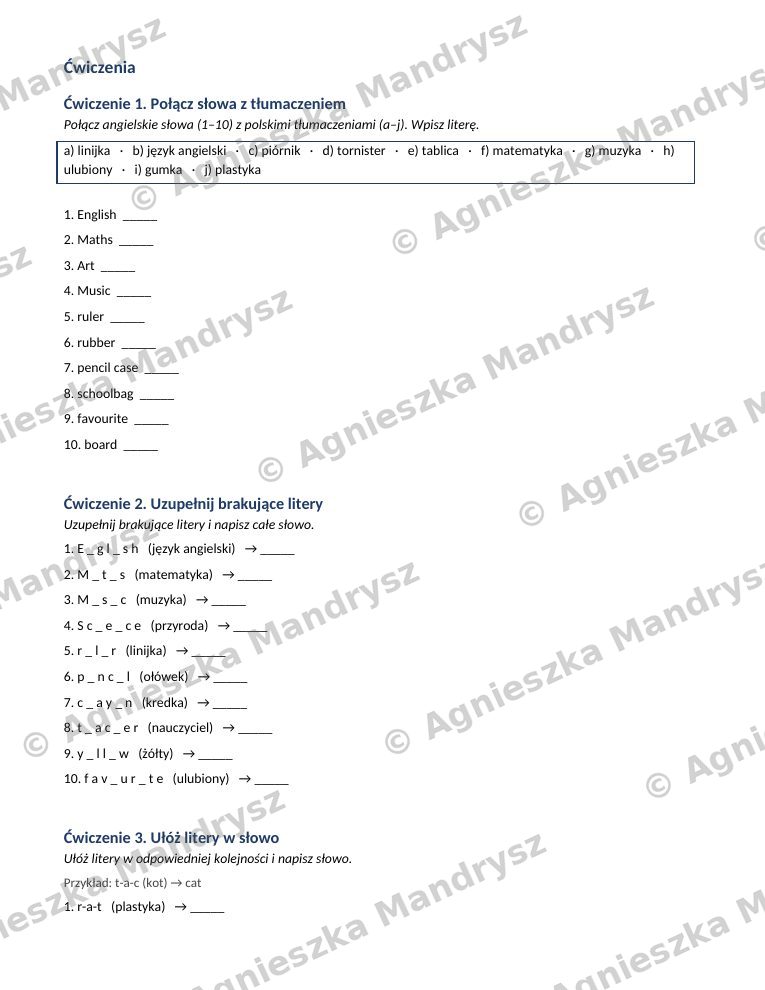 Ćwiczenia
Ćwiczenie 1. Połącz słowa z tłumaczeniem
Połącz angielskie słowa (1–10) z polskimi tłumaczeniami (a–j). Wpisz literę.
a) linijka · b) język angielski · c) piórnik · d) tornister · e) tablica · f) matematyka · g) muzyka · h)
ulubiony · i) gumka · j) plastyka
1. English _____
2. Maths _____
3. Art _____
4. Music _____
5. ruler _____
6. rubber _____
7. pencil case _____
8. schoolbag _____
9. favourite _____
10. board _____
Ćwiczenie 2. Uzupełnij brakujące litery
Uzupełnij brakujące litery i napisz całe słowo.
1. E _ g l _ s h (język angielski) → _____
2. M _ t _ s (matematyka) → _____
3. M _ s _ c (muzyka) → _____
4. S c _ e _ c e (przyroda) → _____
5. r _ l _ r (linijka) → _____
6. p _ n c _ l (ołówek) → _____
7. c _ a y _ n (kredka) → _____
8. t _ a c _ e r (nauczyciel) → _____
9. y _ l l _ w (żółty) → _____
10. f a v _ u r _ t e (ulubiony) → _____
Ćwiczenie 3. Ułóż litery w słowo
Ułóż litery w odpowiedniej kolejności i napisz słowo.
Przykład: t-a-c (kot) → cat
1. r-a-t (plastyka) → _____
© Agnieszka Mandrysz